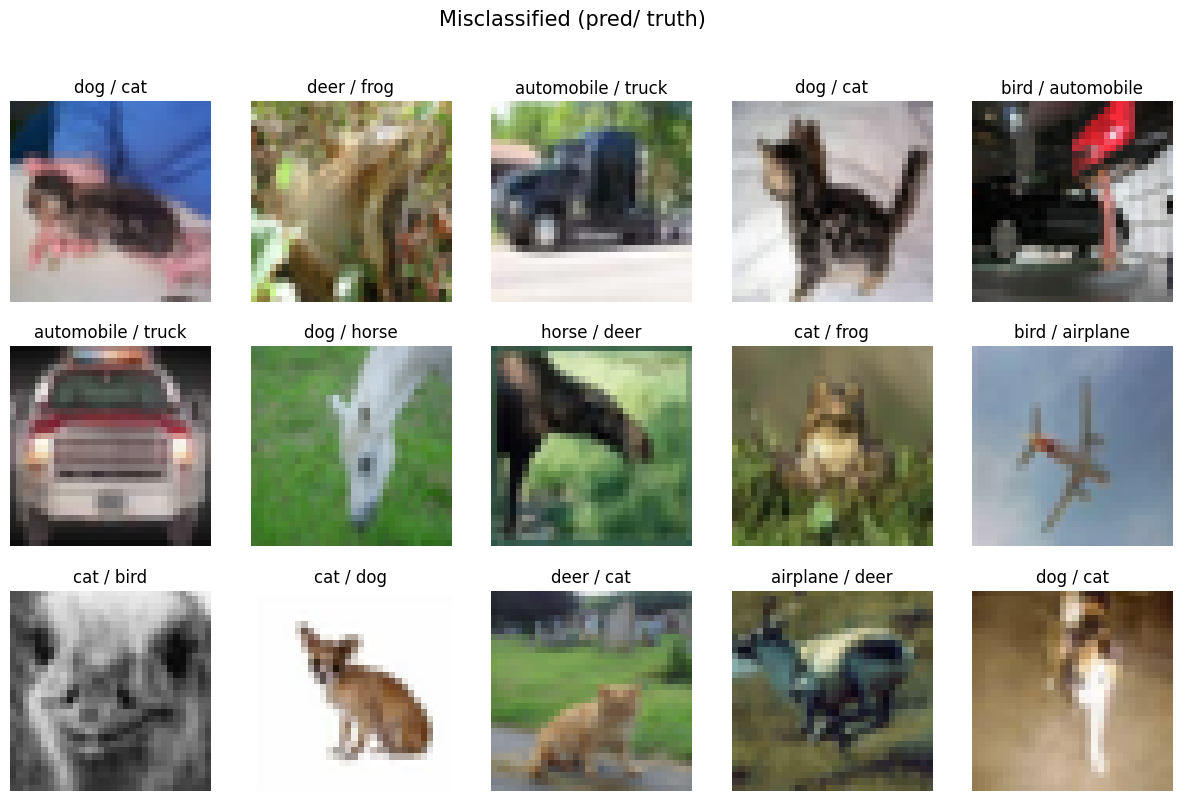 Misclassified (pred/ truth)
dog / cat
deer / frog
automobile / truck
dog / cat
bird / automobile
automobile / truck
dog / horse
horse / deer
cat / frog
bird / airplane
cat / bird
cat / dog
deer / cat
airplane / deer
dog / cat